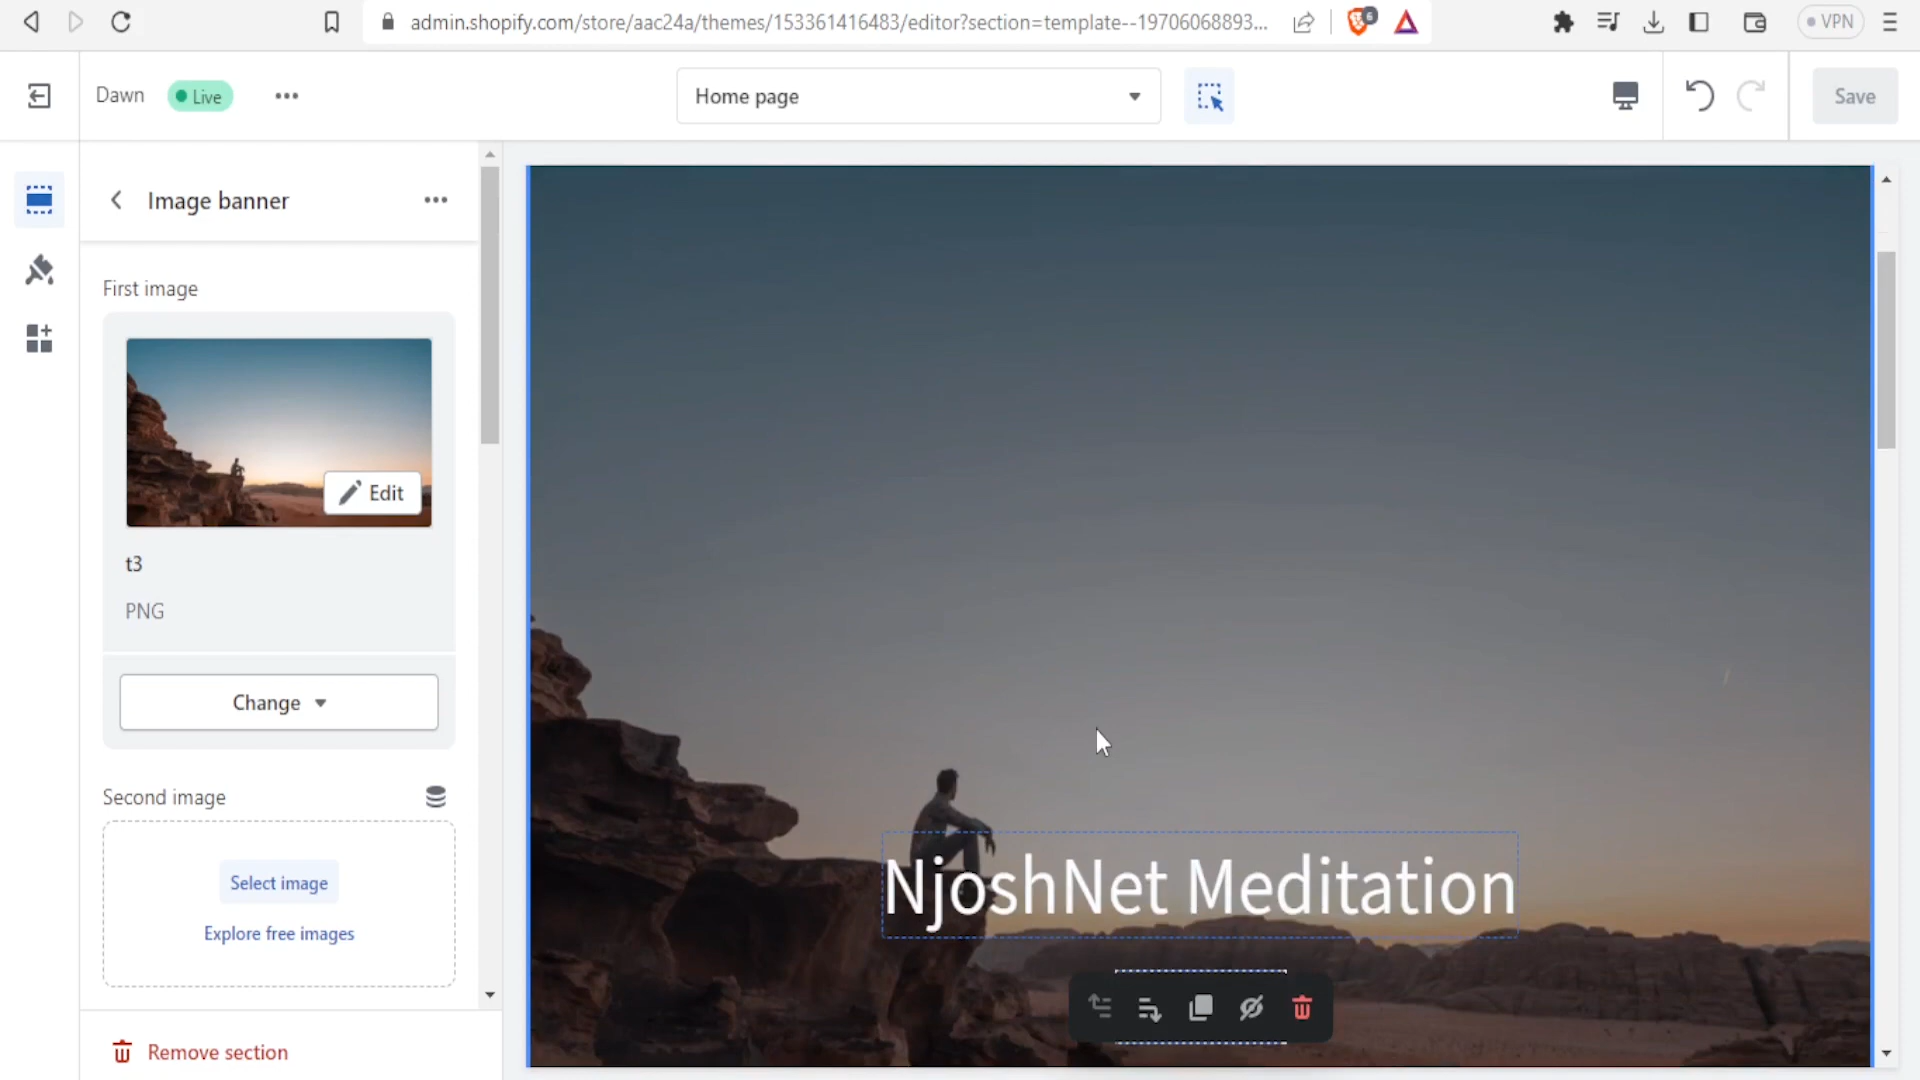 admin.shopify.com/store/aac24a/themes/153361416483/editor?section=template--19706068893...
6
VPN
Dawn
Live
Home page
Save
Image banner
First image
Edit
t3
PNG
Change
Second image
Select image
Explore free images
Remove section
NjoshNet Meditation